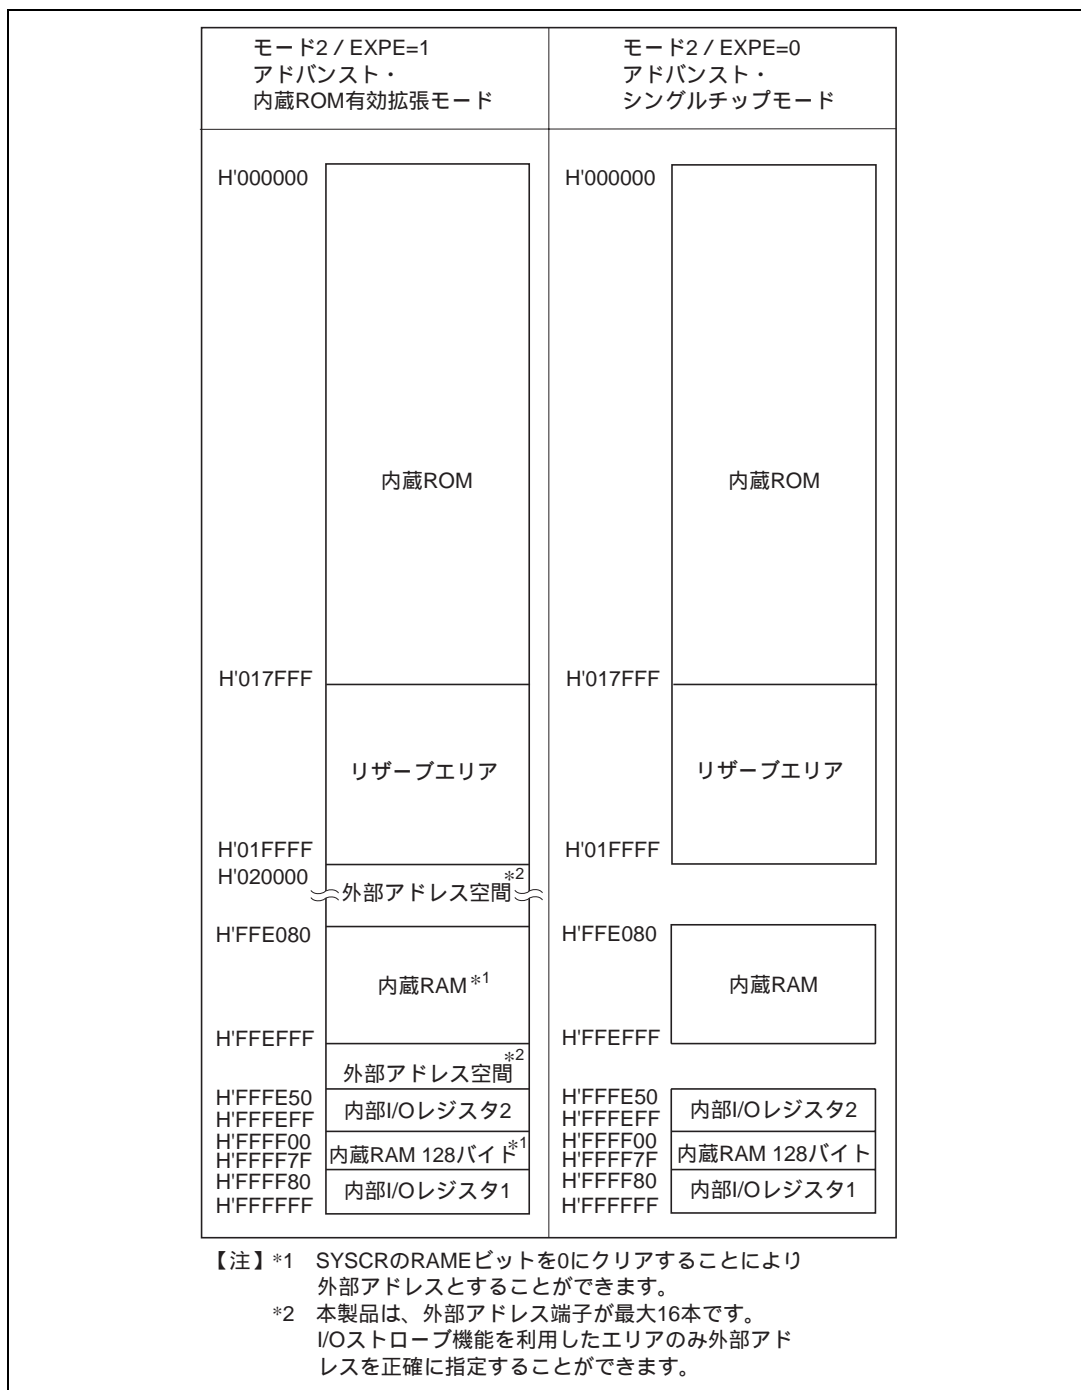 モード2 / EXPE=1
アドバンスト・
内蔵ROM有効拡張モード
モード2 / EXPE=0
アドバンスト・
シングルチップモード
H'000000
内蔵ROM
H'017FFF
リザーブエリア
H'01FFFF
H'020000
外部アドレス空間*2
H'FFE080
内蔵RAM*1
H'FFEFFF
外部アドレス空間*2
H'FFFE50
内部I/Oレジスタ2
H'FFFEFF
H'FFFF00
内蔵RAM 128バイト*1
H'FFFF7F
H'FFFF80
内部I/Oレジスタ1
H'FFFFFF
H'000000
内蔵ROM
H'017FFF
リザーブエリア
H'01FFFF
H'FFE080
内蔵RAM
H'FFEFFF
H'FFFE50
内部I/Oレジスタ2
H'FFFEFF
H'FFFF00
内蔵RAM 128バイト
H'FFFF7F
H'FFFF80
内部I/Oレジスタ1
H'FFFFFF
【注】*1 SYSCRのRAMEビットを0にクリアすることにより
外部アドレスとすることができます。
*2 本製品は、外部アドレス端子が最大16本です。
I/Oストローブ機能を利用したエリアのみ外部アド
レスを正確に指定することができます。